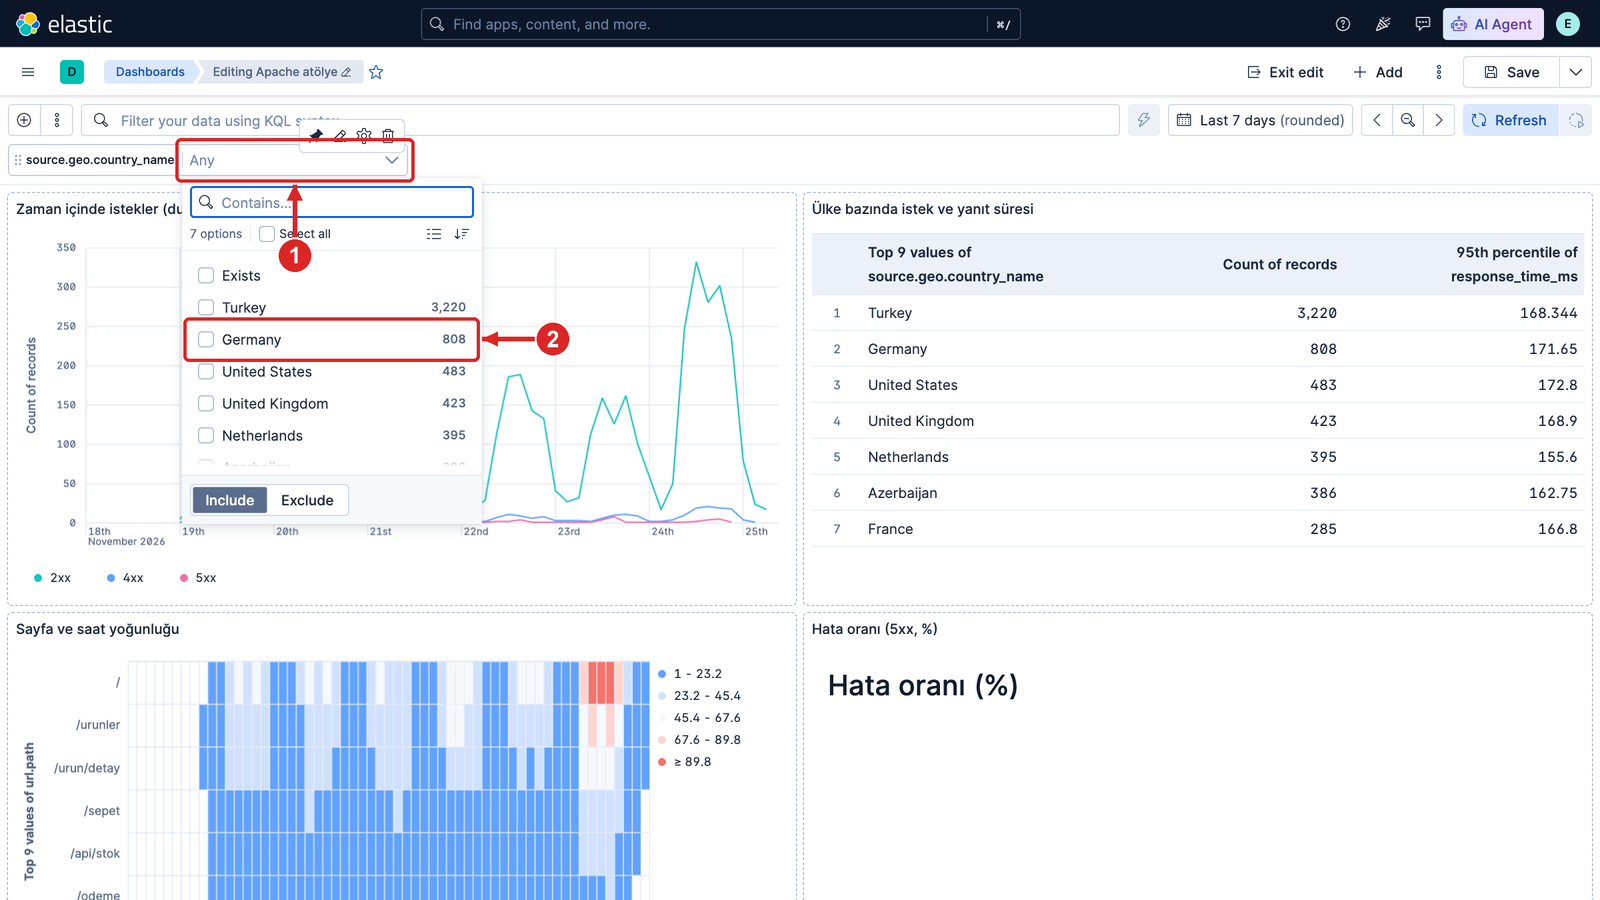 elastic
Find apps, content, and more.
⌘/
AI Agent
E
D
Dashboards
Editing Apache atölye
Exit edit
Add
Save
Filter your data using KQL syntax
Last 7 days (rounded)
Refresh
source.geo.country_name
Any
Contains...
7 options
Select all
1
Exists
Turkey 3,220
Germany 808
2
United States 483
United Kingdom 423
Netherlands 395
Include
Exclude
Zaman içinde istekler (du
Count of records
350
300
250
200
150
100
50
0
18th 19th 20th 21st 22nd 23rd 24th 25th
November 2026
2xx 4xx 5xx
Ülke bazında istek ve yanıt süresi
Top 9 values of source.geo.country_name
Count of records
95th percentile of response_time_ms
1 Turkey 3,220 168.344
2 Germany 808 171.65
3 United States 483 172.8
4 United Kingdom 423 168.9
5 Netherlands 395 155.6
6 Azerbaijan 386 162.75
7 France 285 166.8
Sayfa ve saat yoğunluğu
Top 9 values of url.path
/
/urunler
/urun/detay
/sepet
/api/stok
/odeme
1 - 23.2
23.2 - 45.4
45.4 - 67.6
67.6 - 89.8
≥ 89.8
Hata oranı (5xx, %)
Hata oranı (%)